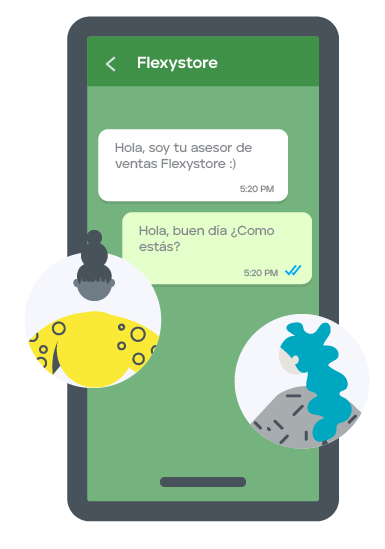 Flexystore
Hola, soy tu asesor de
ventas Flexystore :)
5:20 PM
Hola, buen día ¿Como
estás?
5:20 PM